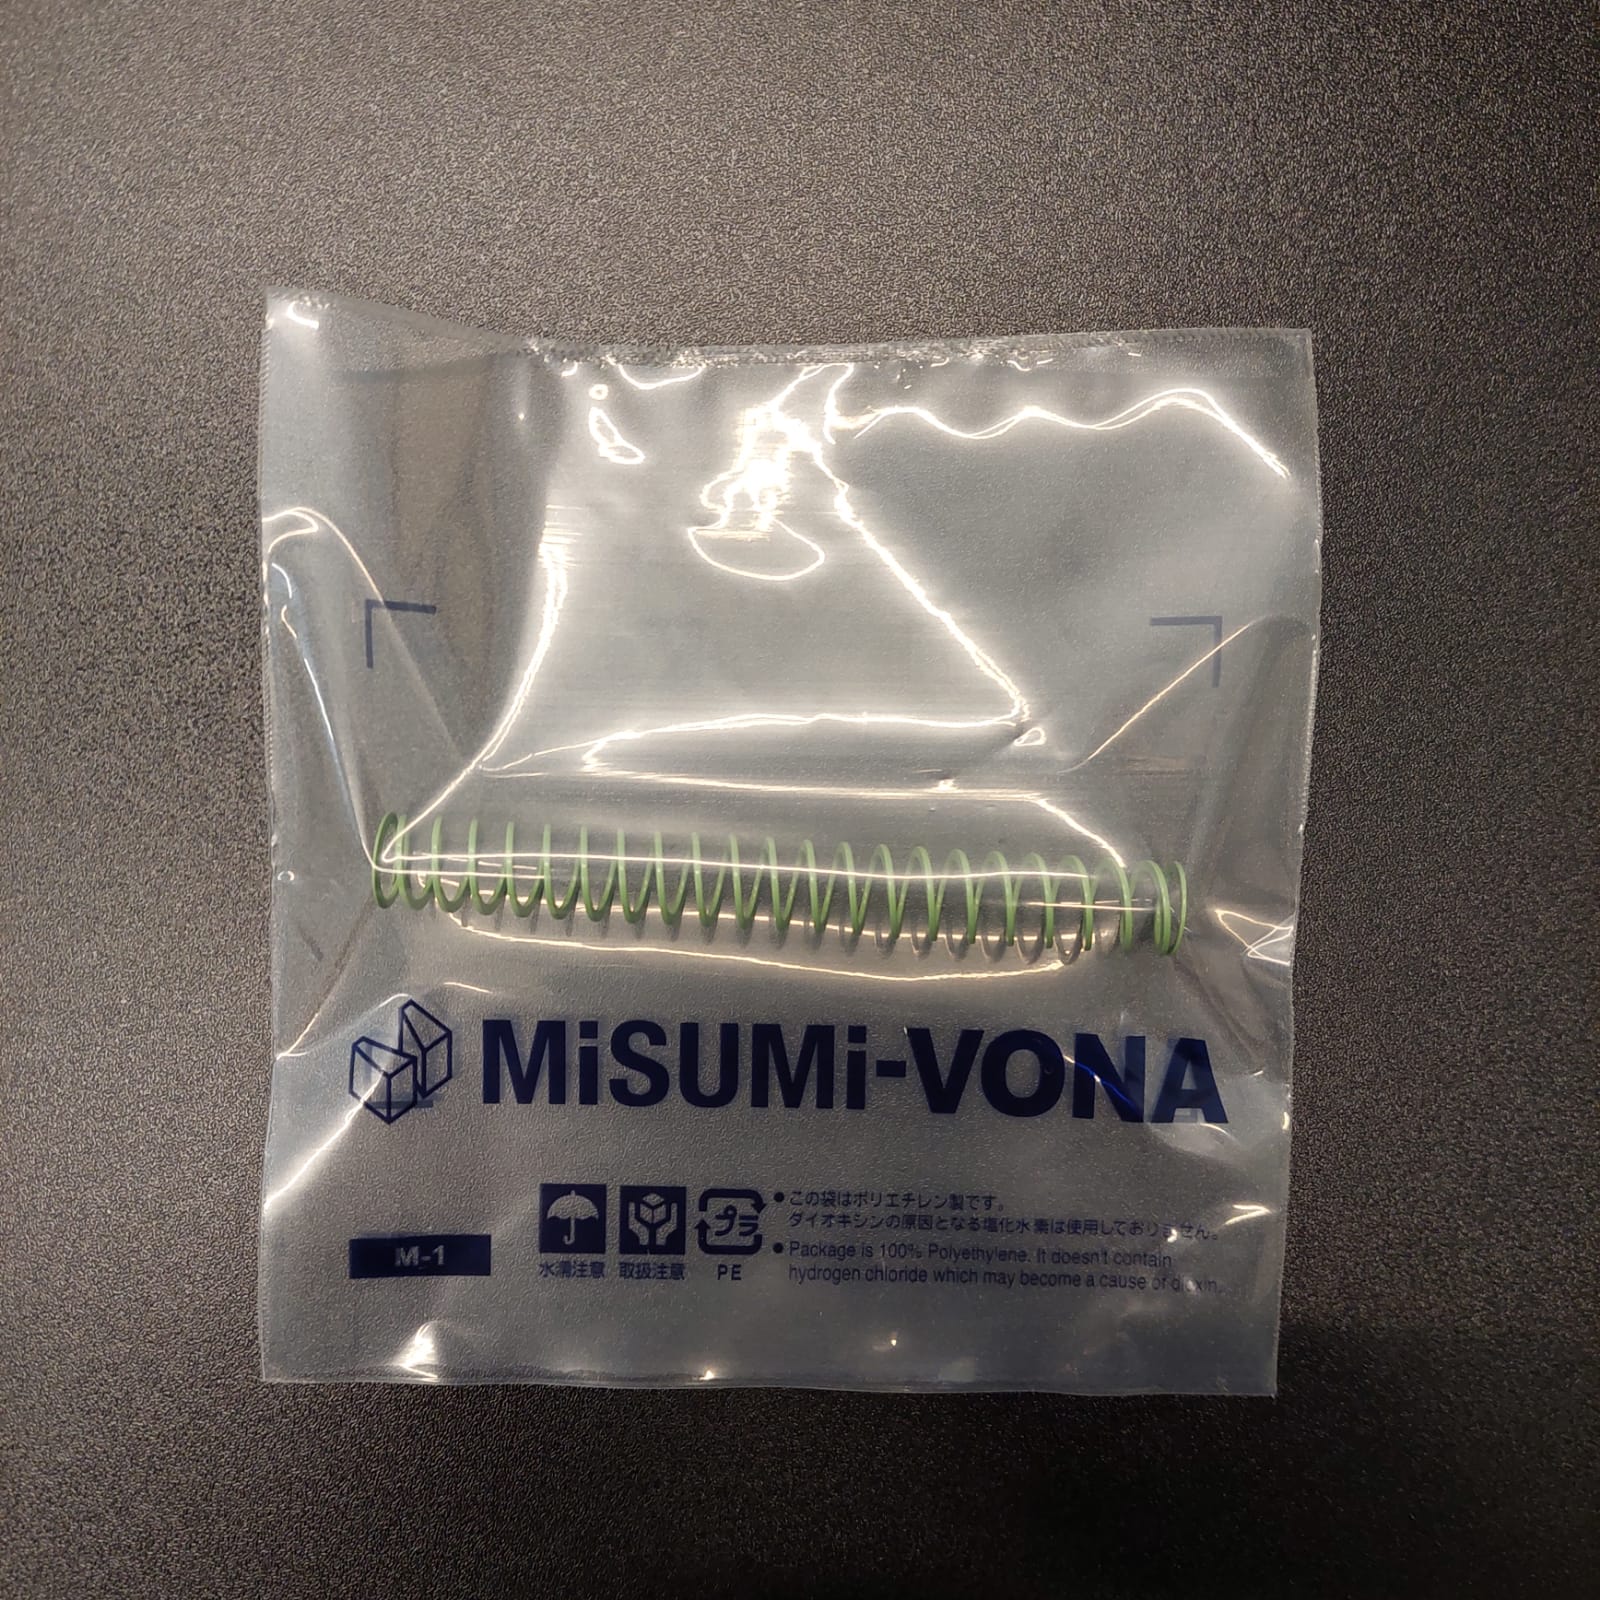 MiSUMi-VONA
M-1
水濡注意
取扱注意
プラ
PE
●この袋はポリエチレン製です。
ダイオキシンの原因となる塩化水素は使用しておりません。
●Package is 100% Polyethylene. It doesn't contain
hydrogen chloride which may become a cause of dioxin.